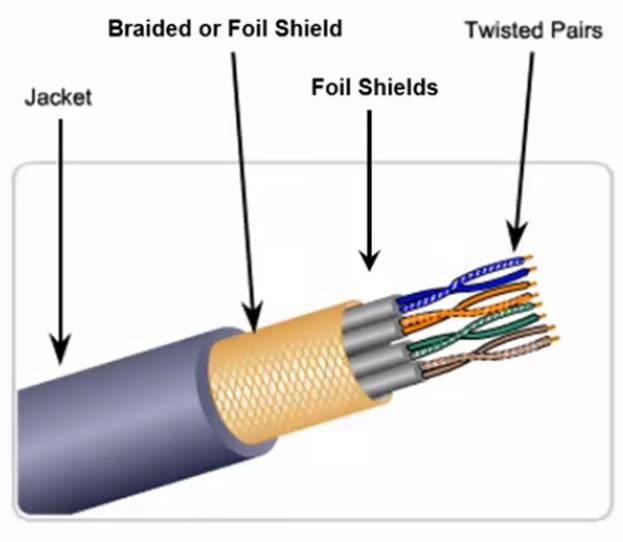 Braided or Foil Shield
Twisted Pairs
Foil Shields
Jacket